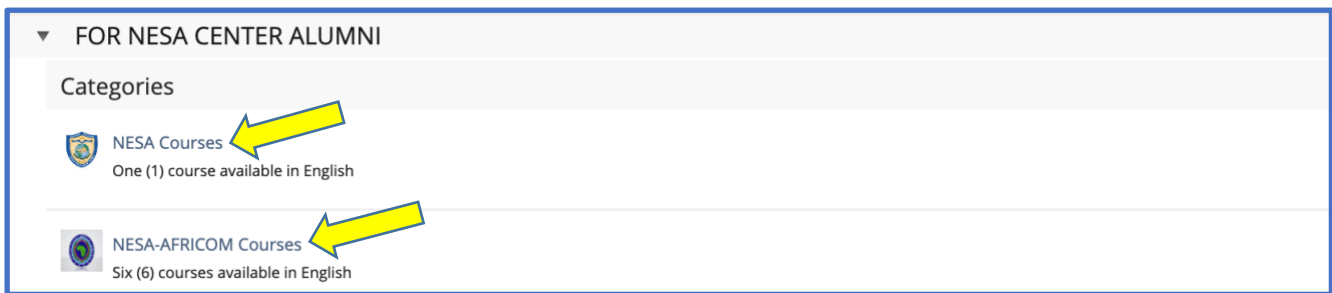 FOR NESA CENTER ALUMNI
Categories
NESA Courses
One (1) course available in English
NESA-AFRICOM Courses
Six (6) courses available in English